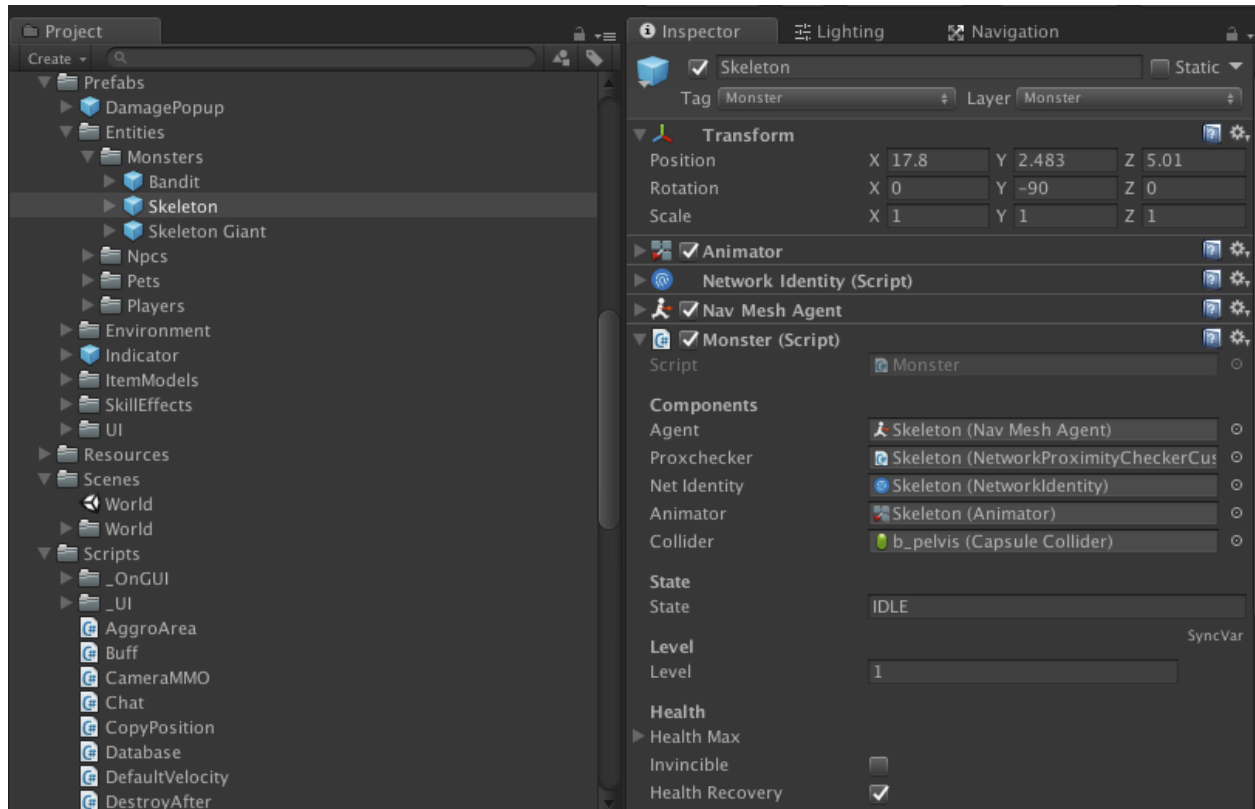 Project
Create
Prefabs
DamagePopup
Entities
Monsters
Bandit
Skeleton
Skeleton Giant
Npcs
Pets
Players
Environment
Indicator
ItemModels
SkillEffects
UI
Resources
Scenes
World
World
Scripts
_OnGUI
_UI
AggroArea
Buff
CameraMMO
Chat
CopyPosition
Database
DefaultVelocity
DestroyAfter
Inspector Lighting Navigation
Skeleton Static
Tag Monster Layer Monster
Transform
Position X 17.8 Y 2.483 Z 5.01
Rotation X 0 Y -90 Z 0
Scale X 1 Y 1 Z 1
Animator
Network Identity (Script)
Nav Mesh Agent
Monster (Script)
Script Monster
Components
Agent Skeleton (Nav Mesh Agent)
Proxchecker Skeleton (NetworkProximityCheckerCus
Net Identity Skeleton (NetworkIdentity)
Animator Skeleton (Animator)
Collider b_pelvis (Capsule Collider)
State
State IDLE
Level SyncVar
Level 1
Health
Health Max
Invincible
Health Recovery